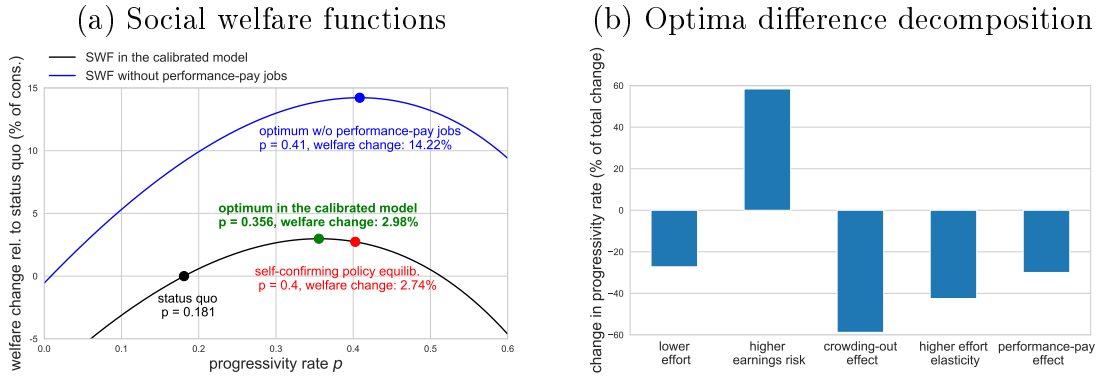 (a) Social welfare functions
SWF in the calibrated model
SWF without performance-pay jobs
welfare change rel. to status quo (% of cons.)
15
10
5
0
-5
optimum w/o performance-pay jobs
p = 0.41, welfare change: 14.22%
optimum in the calibrated model
p = 0.356, welfare change: 2.98%
self-confirming policy equilib.
p = 0.4, welfare change: 2.74%
status quo
p = 0.181
0.0 0.1 0.2 0.3 0.4 0.5 0.6
progressivity rate p
(b) Optima difference decomposition
change in progressivity rate (% of total change)
60
40
20
0
−20
−40
−60
lower
effort
higher
earnings risk
crowding-out
effect
higher effort
elasticity
performance-pay
effect